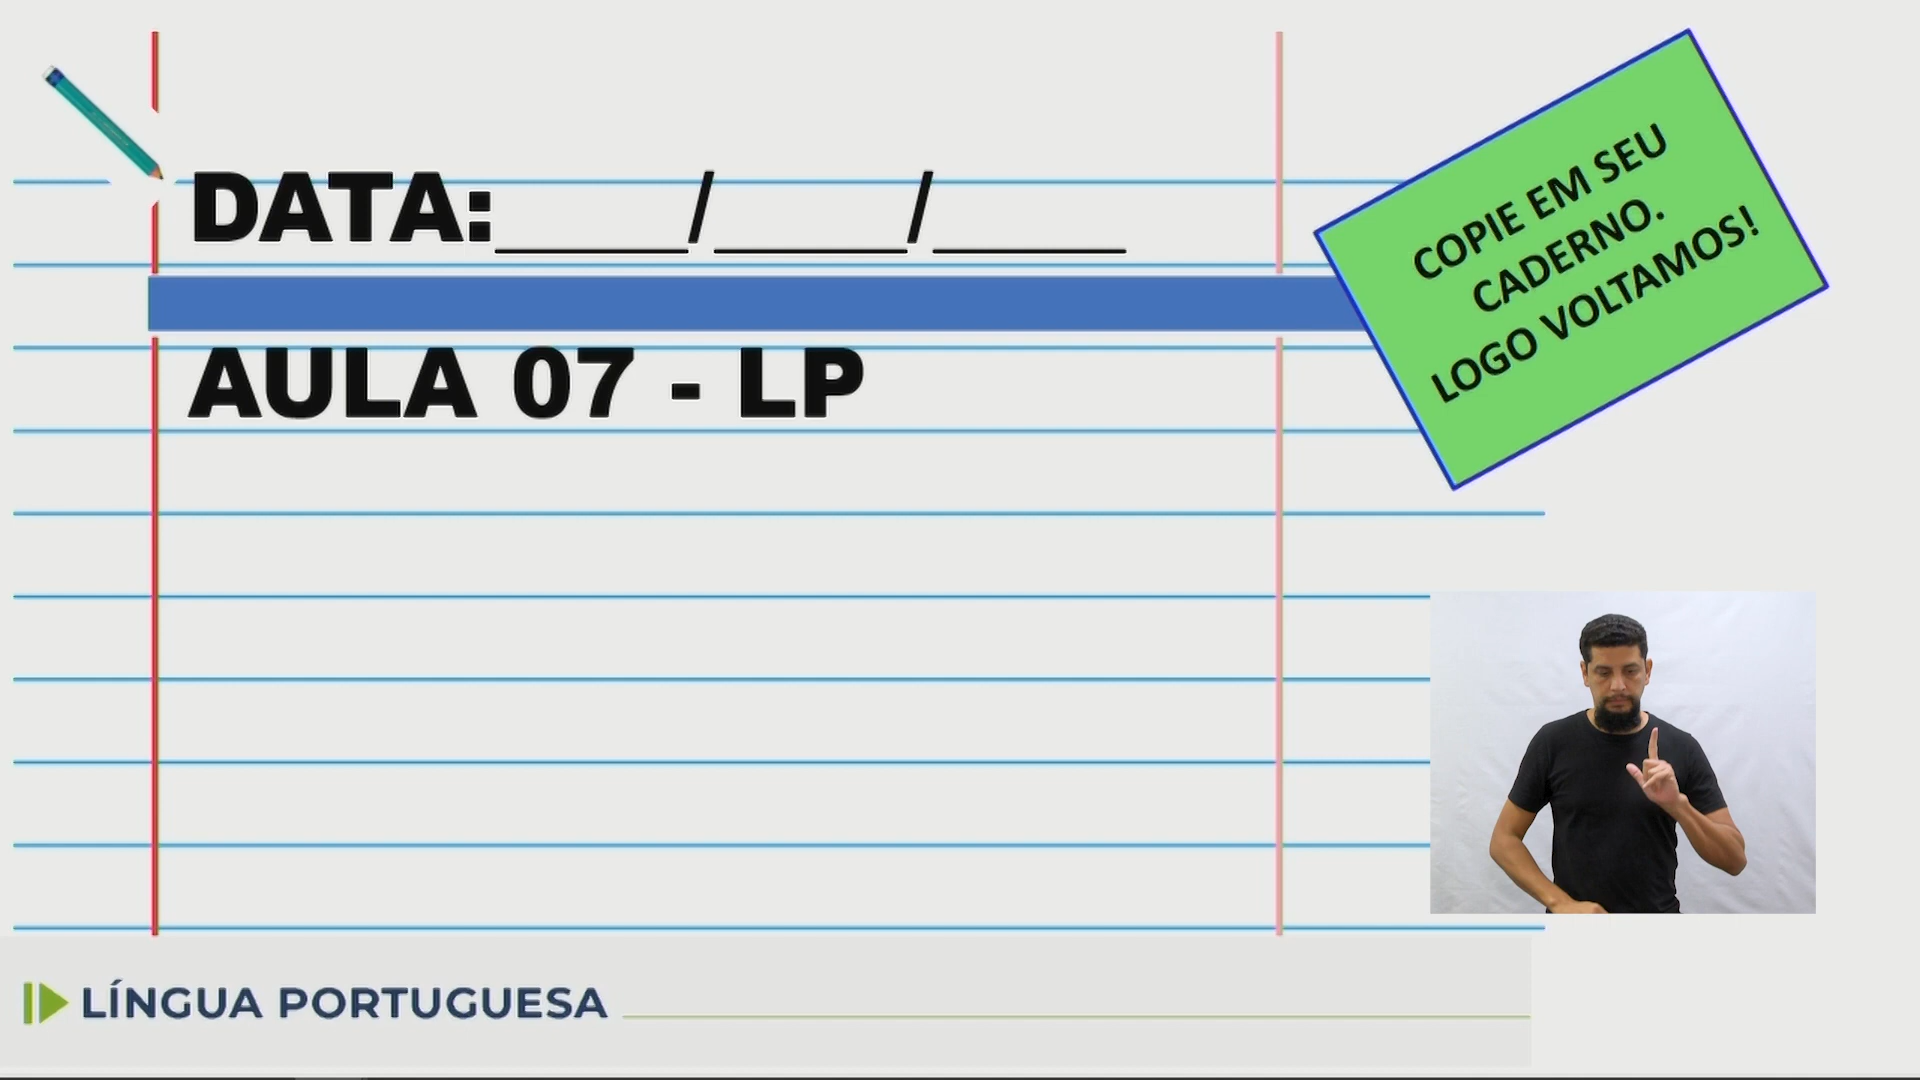 DATA:____/____/____
AULA 07 - LP
COPIE EM SEU
CADERNO.
LOGO VOLTAMOS!
LÍNGUA PORTUGUESA